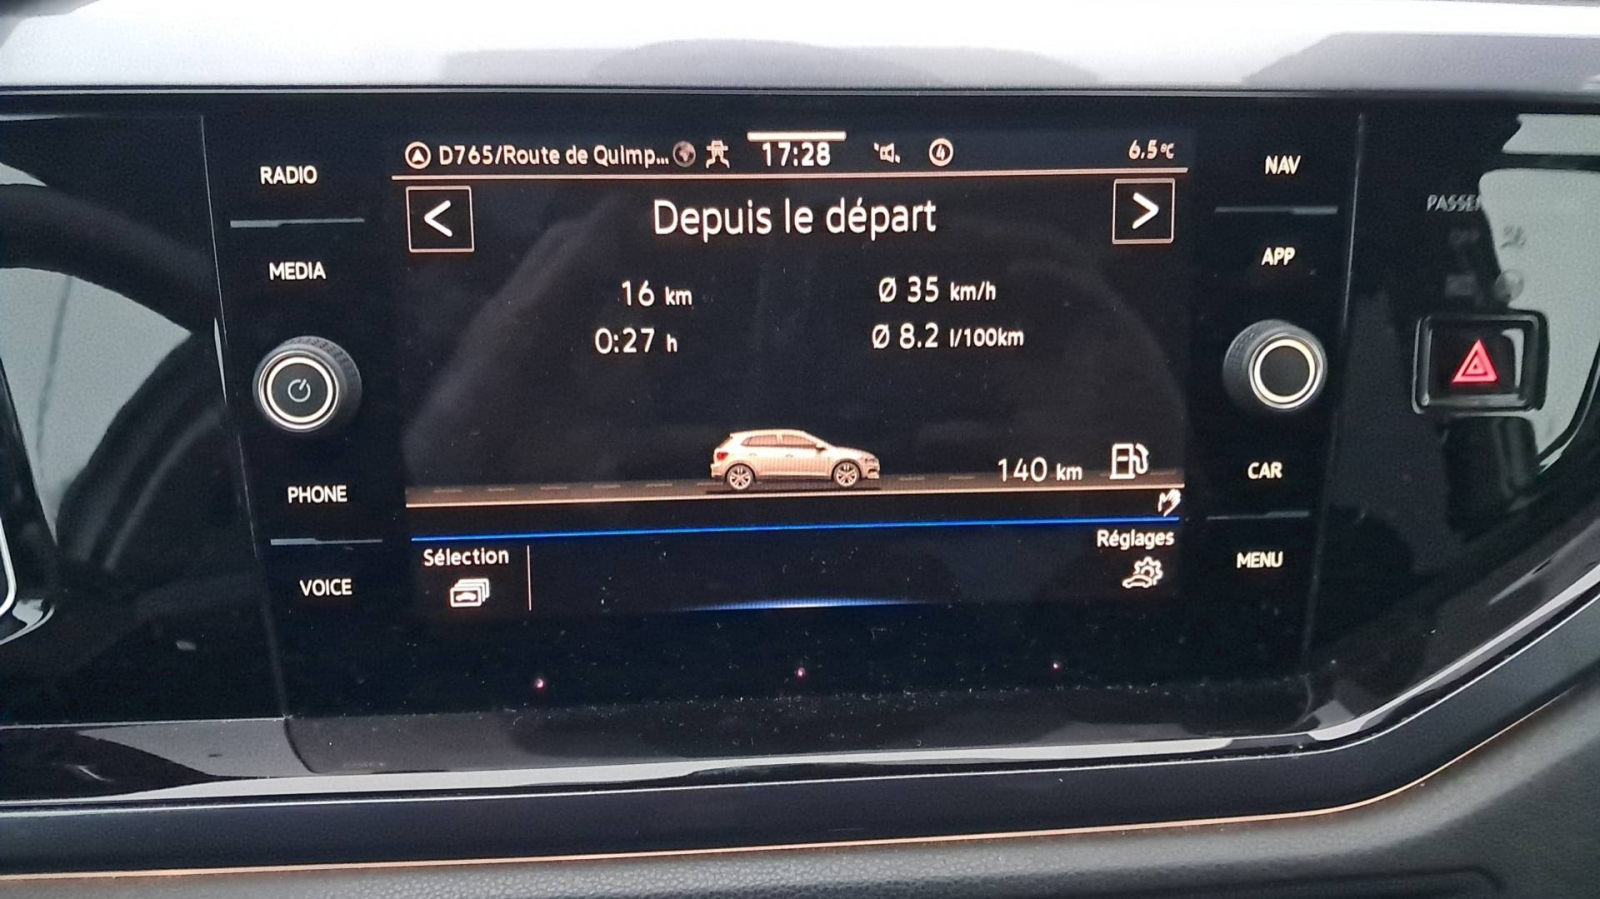 D765/Route de Quimp... 17:28 4 6.5°C
RADIO
NAV
Depuis le départ
PASSE
MEDIA
APP
16 km
Ø 35 km/h
0:27 h
Ø 8.2 l/100km
140 km
CAR
PHONE
Sélection
Réglages
VOICE
MENU